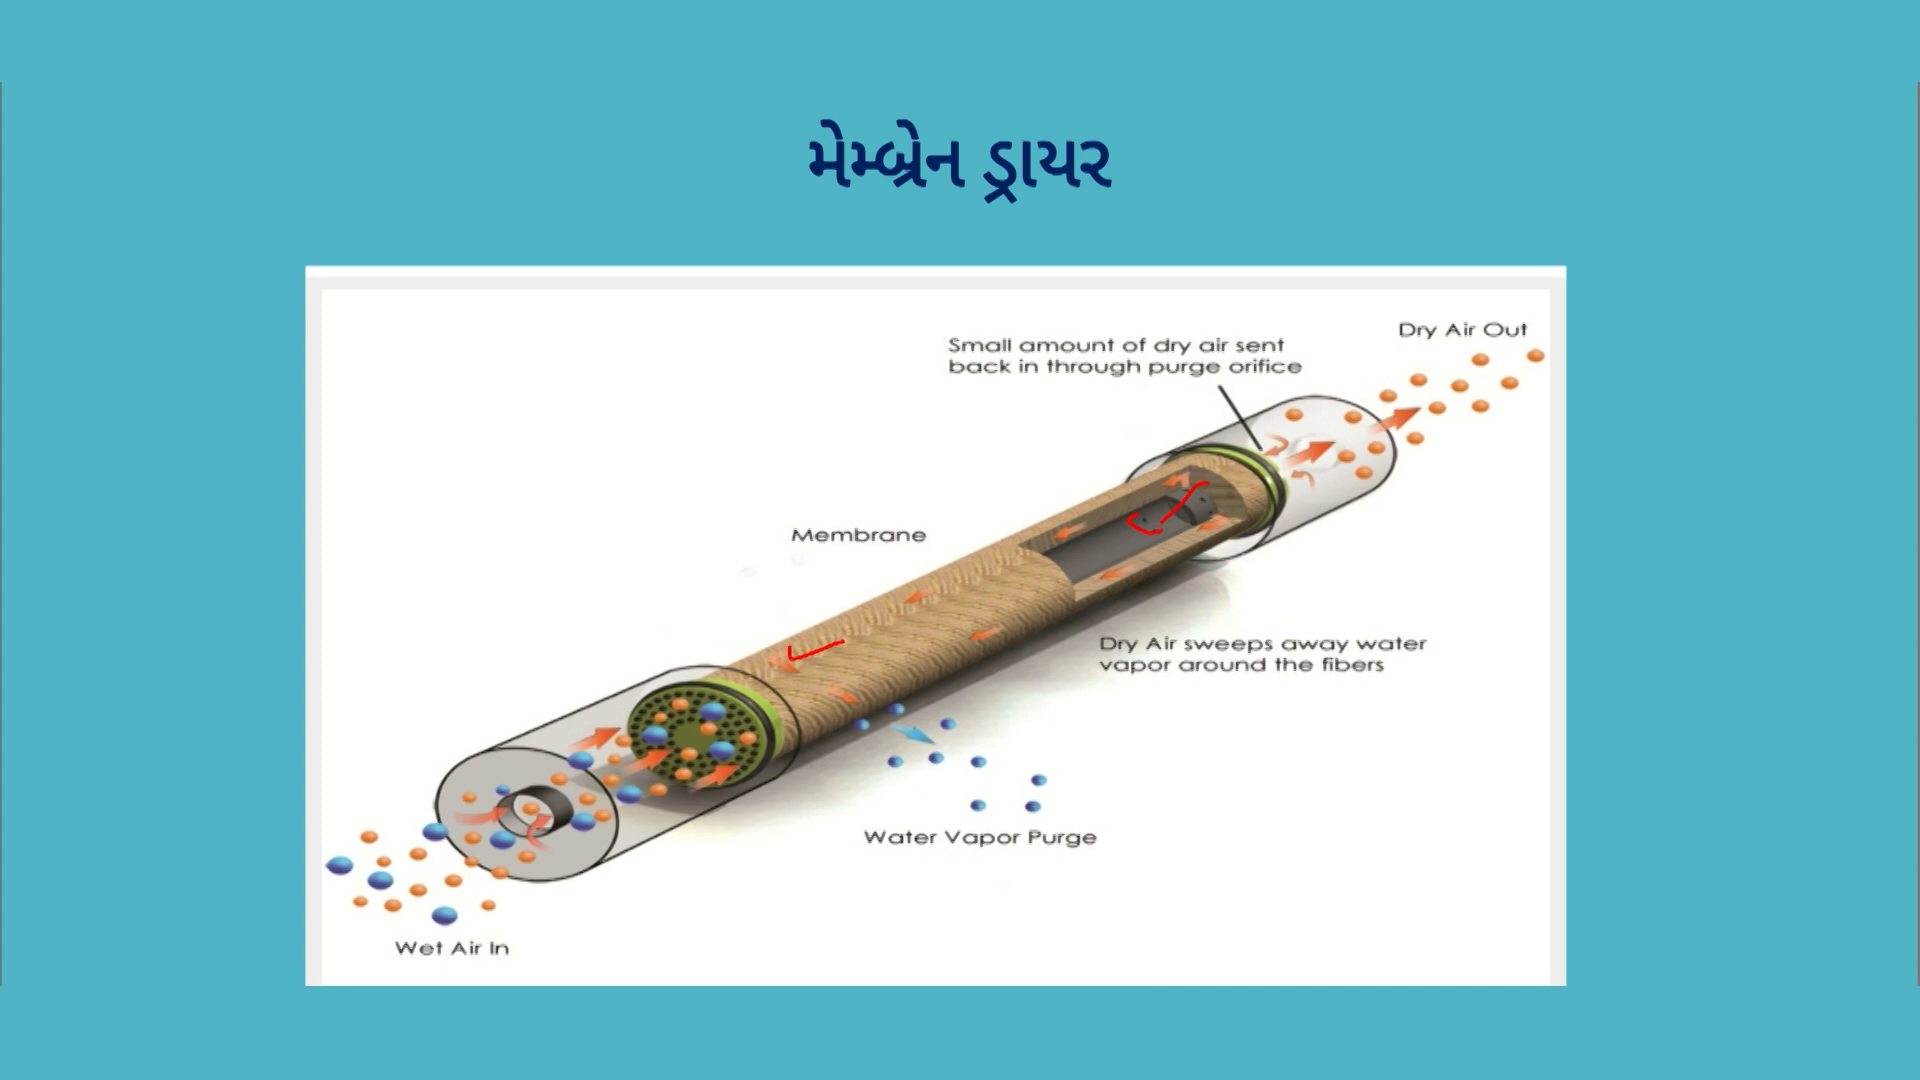 મેમ્બ્રેન ડ્રાયર
Dry Air Out
Small amount of dry air sent
back in through purge orifice
Membrane
Dry Air sweeps away water
vapor around the fibers
Water Vapor Purge
Wet Air In